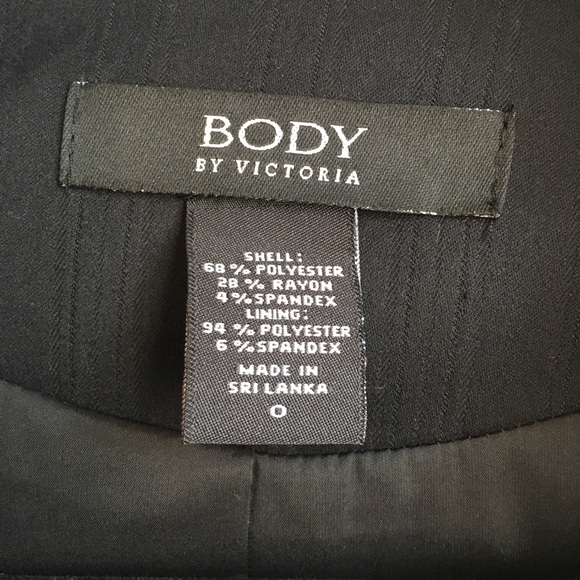 BODY
BY VICTORIA
SHELL:
68% POLYESTER
28% RAYON
4% SPANDEX
LINING:
94% POLYESTER
6% SPANDEX
MADE IN
SRI LANKA
0